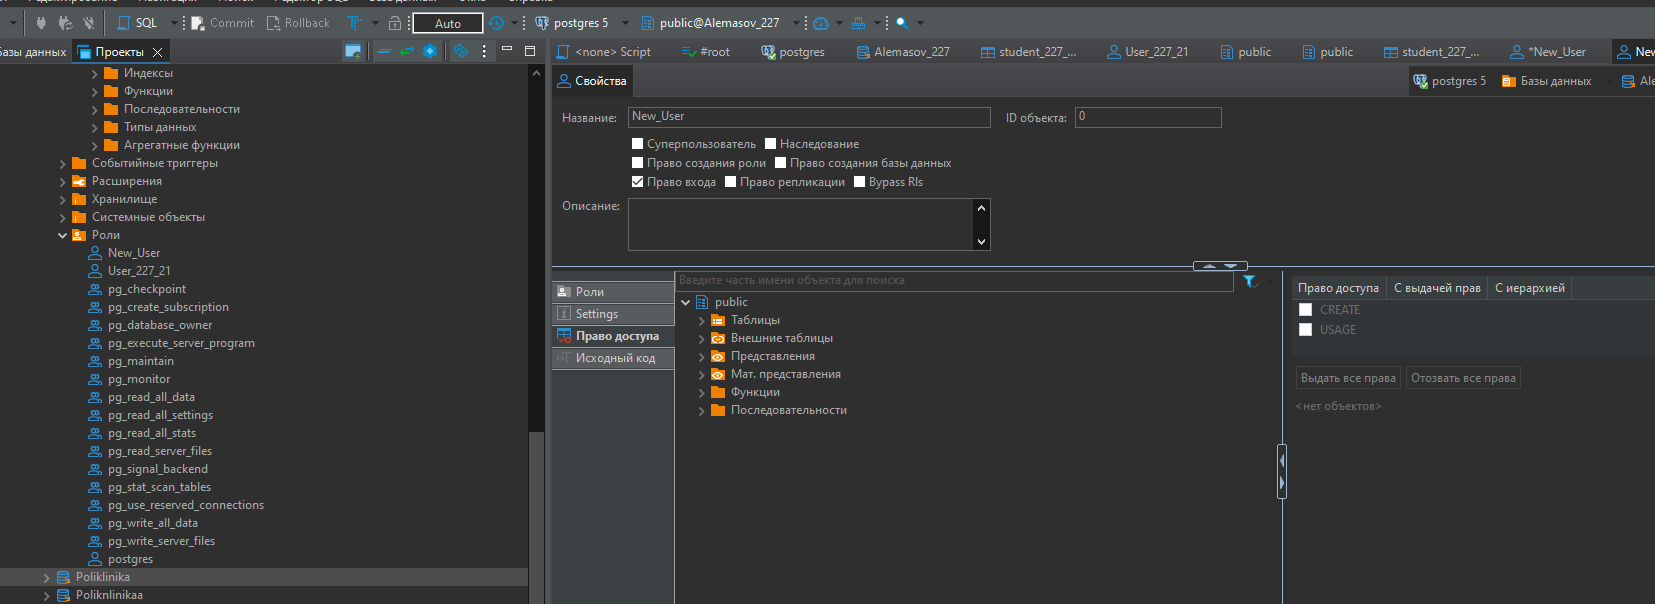 SQL Commit Rollback T Auto postgres 5 public@Alemasov_227
азы данных Проекты <none> Script #root postgres Alemasov_227 student_227_... User_227_21 public public student_227_... *New_User New
Индексы
Функции
Последовательности
Типы данных
Агрегатные функции
Событийные триггеры
Расширения
Хранилище
Системные объекты
Роли
New_User
User_227_21
pg_checkpoint
pg_create_subscription
pg_database_owner
pg_execute_server_program
pg_maintain
pg_monitor
pg_read_all_data
pg_read_all_settings
pg_read_all_stats
pg_read_server_files
pg_signal_backend
pg_stat_scan_tables
pg_use_reserved_connections
pg_write_all_data
pg_write_server_files
postgres
Poliklinika
Poliknlinikaa
Свойства postgres 5 Базы данных Ale
Название: New_User ID объекта: 0
Суперпользователь Наследование
Право создания роли Право создания базы данных
Право входа Право репликации Bypass Rls
Описание:
Роли
Settings
Право доступа
Исходный код
Введите часть имени объекта для поиска
public
Таблицы
Внешние таблицы
Представления
Мат. представления
Функции
Последовательности
Право доступа С выдачей прав С иерархией
CREATE
USAGE
Выдать все права Отозвать все права
<нет объектов>